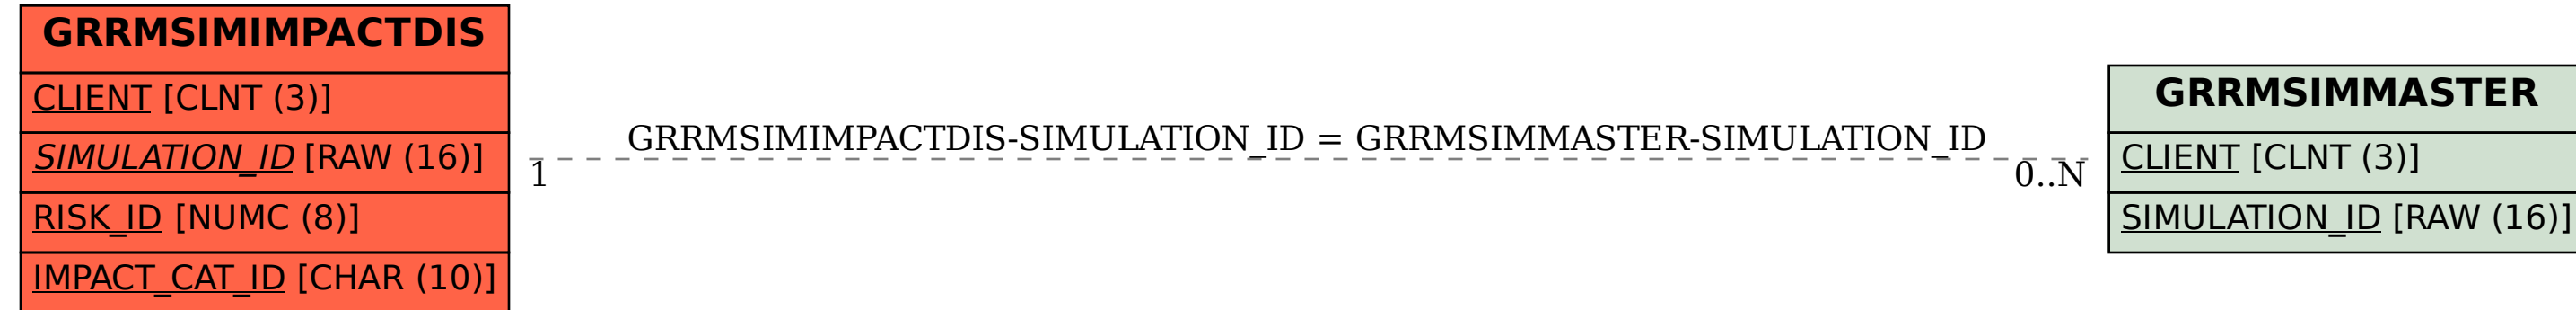 GRRMSIMIMPACTDIS
CLIENT [CLNT (3)]
SIMULATION_ID [RAW (16)]
RISK_ID [NUMC (8)]
IMPACT_CAT_ID [CHAR (10)]
GRRMSIMIMPACTDIS-SIMULATION_ID = GRRMSIMMASTER-SIMULATION_ID
1
0..N
GRRMSIMMASTER
CLIENT [CLNT (3)]
SIMULATION_ID [RAW (16)]